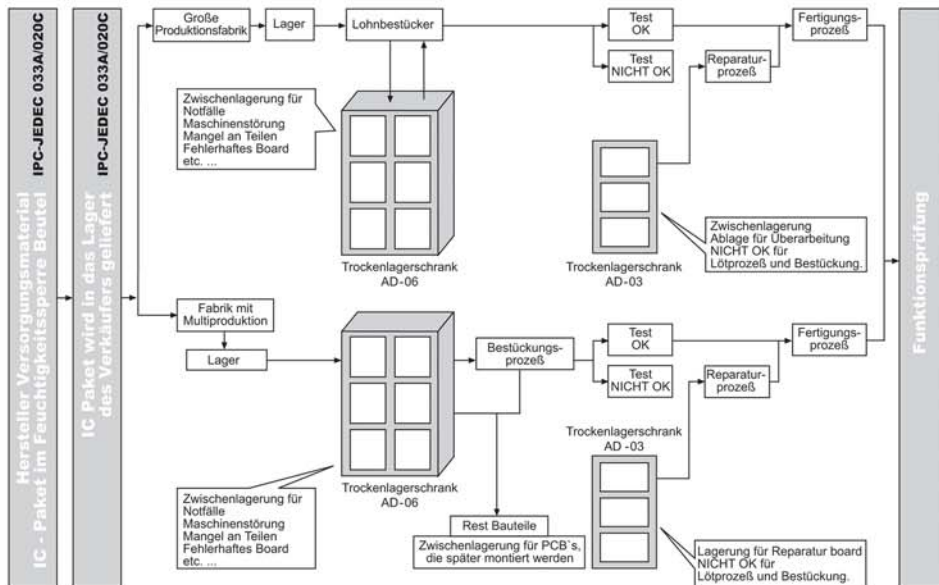 Hersteller Versorgungsmaterial
IC - Paket im Feuchtigkeitssperre Beutel
IPC-JEDEC 033A/020C
IC Paket wird in das Lager
des Verkäufers geliefert
IPC-JEDEC 033A/020C
Große
Produktionsfabrik
Lager
Lohnbestücker
Test
OK
Test
NICHT OK
Reparatur-
prozeß
Fertigungs-
prozeß
Zwischenlagerung für
Notfälle
Maschinenstörung
Mangel an Teilen
Fehlerhaftes Board
etc. ...
Trockenlagerschrank
AD-06
Trockenlagerschrank
AD-03
Zwischenlagerung
Ablage für Überarbeitung
NICHT OK für
Lötprozeß und Bestückung.
Fabrik mit
Multiproduktion
Lager
Bestückungs-
prozeß
Test
OK
Test
NICHT OK
Reparatur-
prozeß
Fertigungs-
prozeß
Trockenlagerschrank
AD -03
Trockenlagerschrank
AD-06
Zwischenlagerung für
Notfälle
Maschinenstörung
Mangel an Teilen
Fehlerhaftes Board
etc. ...
Rest Bauteile
Zwischenlagerung für PCB`s,
die später montiert werden
Lagerung für Reparatur board
NICHT OK für
Lötprozeß und Bestückung.
Funktionsprüfung